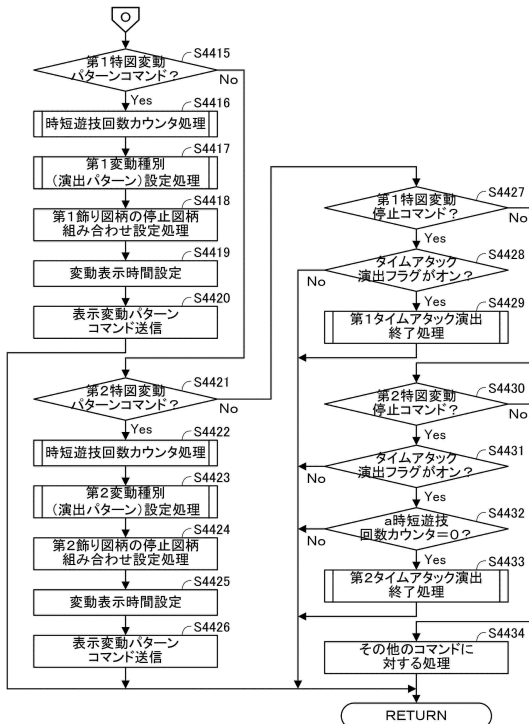 O
第1特図変動
パターンコマンド？
S4415
No
Yes
S4416
時短遊技回数カウンタ処理
S4417
第1変動種別
（演出パターン）設定処理
S4418
第1飾り図柄の停止図柄
組み合わせ設定処理
S4419
変動表示時間設定
S4420
表示変動パターン
コマンド送信
S4421
第2特図変動
パターンコマンド？
No
Yes
S4422
時短遊技回数カウンタ処理
S4423
第2変動種別
（演出パターン）設定処理
S4424
第2飾り図柄の停止図柄
組み合わせ設定処理
S4425
変動表示時間設定
S4426
表示変動パターン
コマンド送信
S4427
第1特図変動
停止コマンド？
No
Yes
S4428
タイムアタック
演出フラグがオン？
No
Yes
S4429
第1タイムアタック演出
終了処理
S4430
第2特図変動
停止コマンド？
No
Yes
S4431
タイムアタック
演出フラグがオン？
No
Yes
S4432
a時短遊技
回数カウンタ＝0？
No
Yes
S4433
第2タイムアタック演出
終了処理
S4434
その他のコマンドに
対する処理
RETURN